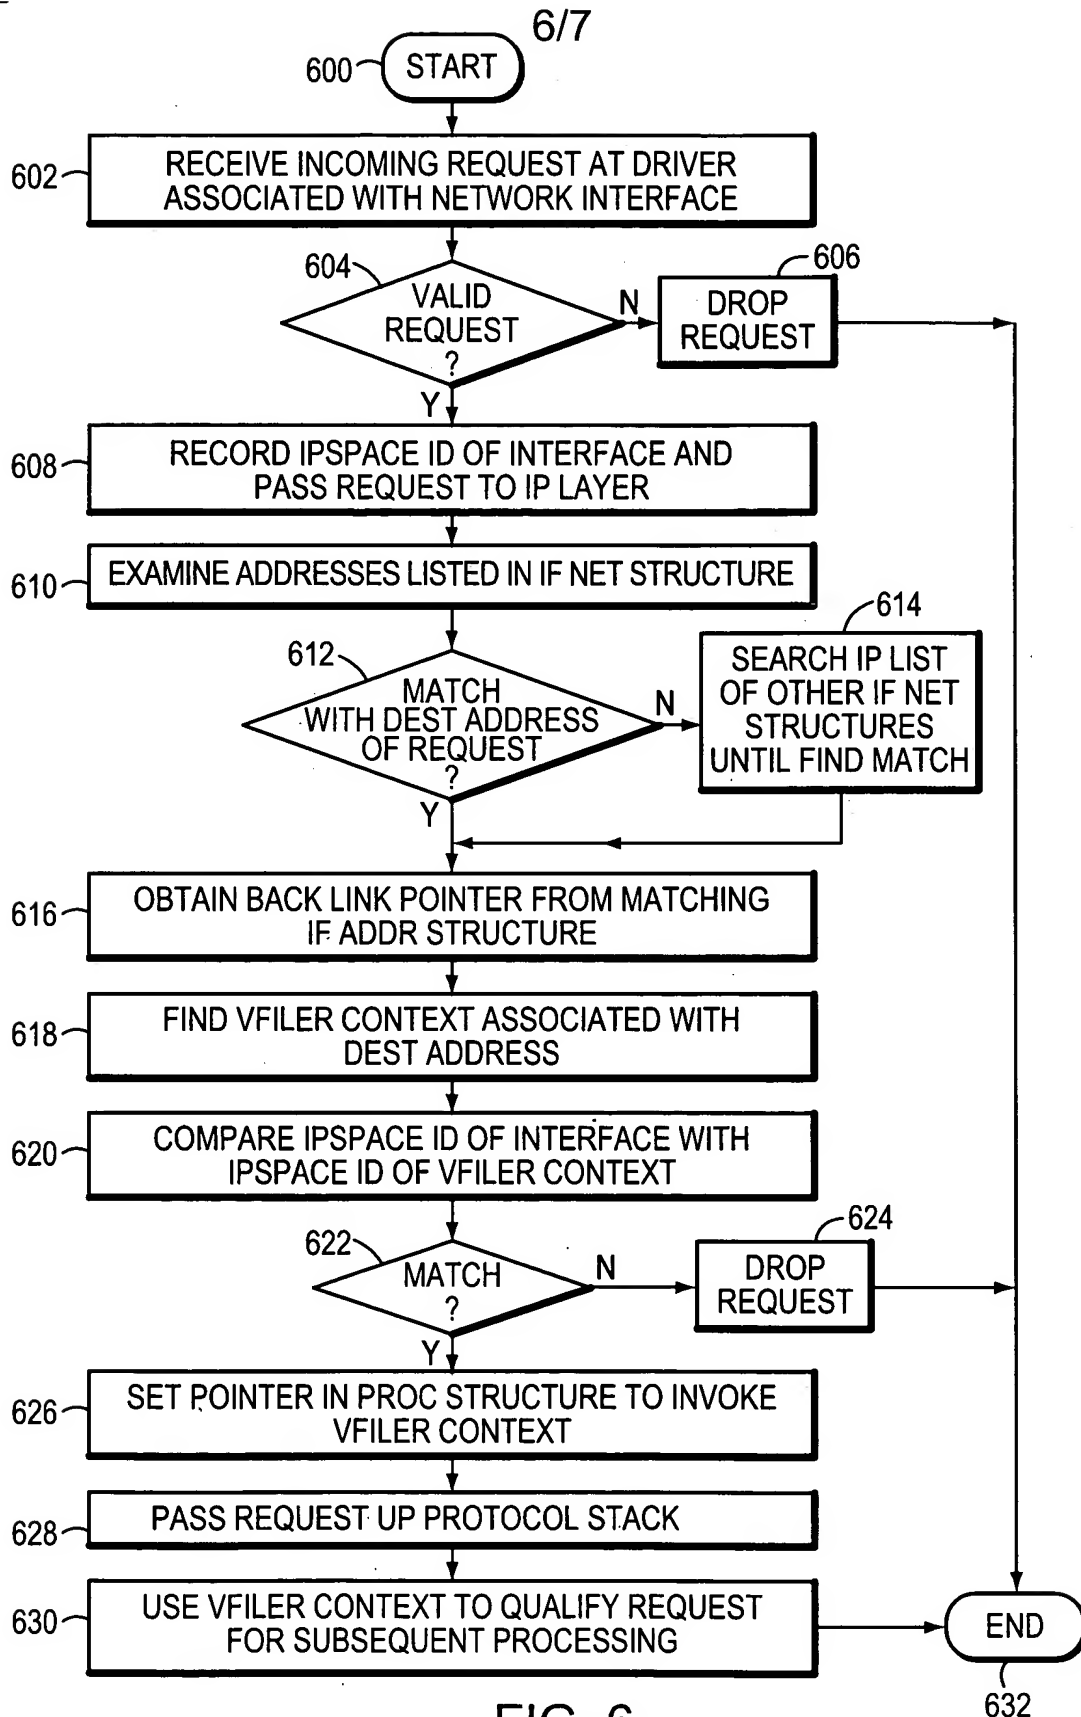 6/7
600
START
602
RECEIVE INCOMING REQUEST AT DRIVER
ASSOCIATED WITH NETWORK INTERFACE
604
VALID
REQUEST
?
N
606
DROP
REQUEST
Y
608
RECORD IPSPACE ID OF INTERFACE AND
PASS REQUEST TO IP LAYER
610
EXAMINE ADDRESSES LISTED IN IF NET STRUCTURE
612
MATCH
WITH DEST ADDRESS
OF REQUEST
?
N
614
SEARCH IP LIST
OF OTHER IF NET
STRUCTURES
UNTIL FIND MATCH
Y
616
OBTAIN BACK LINK POINTER FROM MATCHING
IF ADDR STRUCTURE
618
FIND VFILER CONTEXT ASSOCIATED WITH
DEST ADDRESS
620
COMPARE IPSPACE ID OF INTERFACE WITH
IPSPACE ID OF VFILER CONTEXT
622
MATCH
?
N
624
DROP
REQUEST
Y
626
SET POINTER IN PROC STRUCTURE TO INVOKE
VFILER CONTEXT
628
PASS REQUEST UP PROTOCOL STACK
630
USE VFILER CONTEXT TO QUALIFY REQUEST
FOR SUBSEQUENT PROCESSING
END
632
FIG. 6